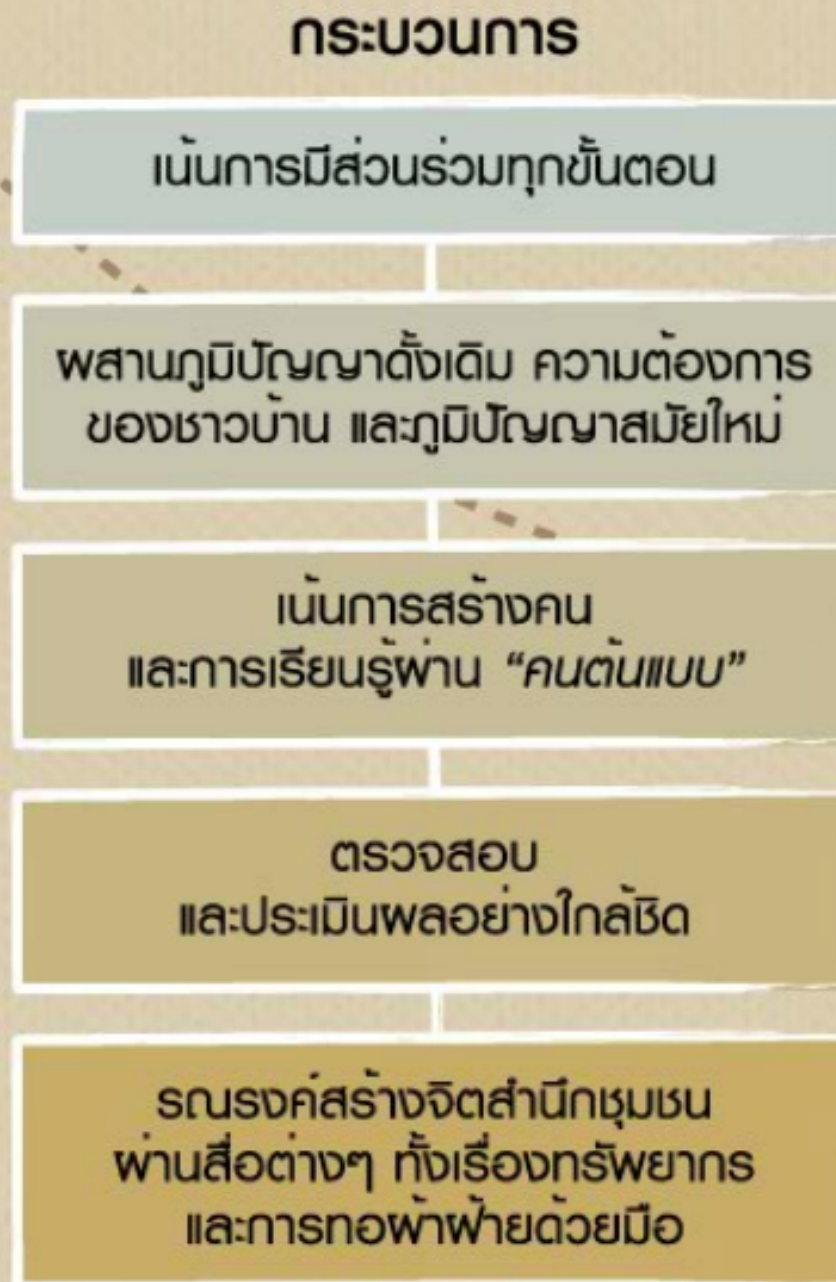 กระบวนการ
เน้นการมีส่วนร่วมทุกขั้นตอน
ผสานภูมิปัญญาดั้งเดิม ความต้องการ
ของชาวบ้าน และภูมิปัญญาสมัยใหม่
เน้นการสร้างคน
และการเรียนรู้ผ่าน “คนต้นแบบ”
ตรวจสอบ
และประเมินผลอย่างใกล้ชิด
รณรงค์สร้างจิตสำนึกชุมชน
ผ่านสื่อต่างๆ ทั้งเรื่องทรัพยากร
และการทอผ้าฝ้ายด้วยมือ